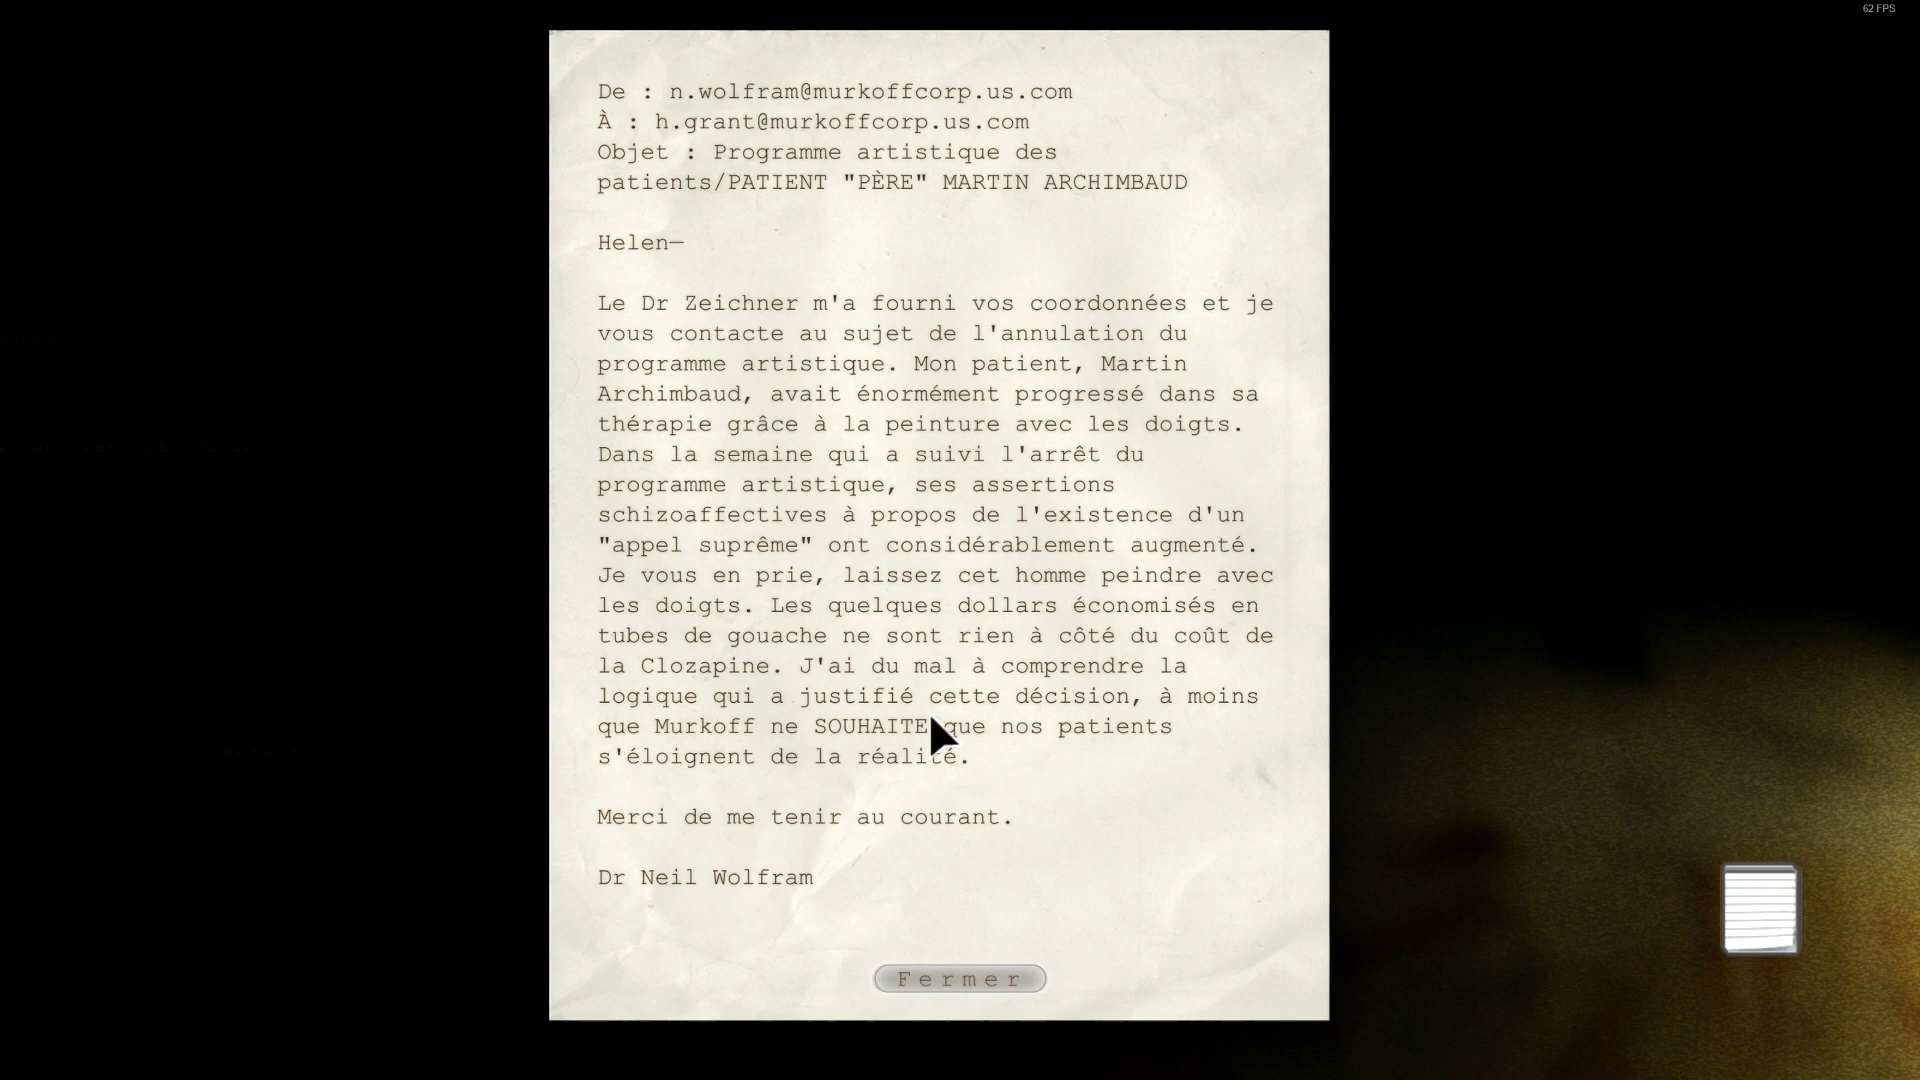 62 FPS
De : n.wolfram@murkoffcorp.us.com
À : h.grant@murkoffcorp.us.com
Objet : Programme artistique des
patients/PATIENT "PÈRE" MARTIN ARCHIMBAUD
Helen—
Le Dr Zeichner m'a fourni vos coordonnées et je
vous contacte au sujet de l'annulation du
programme artistique. Mon patient, Martin
Archimbaud, avait énormément progressé dans sa
thérapie grâce à la peinture avec les doigts.
Dans la semaine qui a suivi l'arrêt du
programme artistique, ses assertions
schizoaffectives à propos de l'existence d'un
"appel suprême" ont considérablement augmenté.
Je vous en prie, laissez cet homme peindre avec
les doigts. Les quelques dollars économisés en
tubes de gouache ne sont rien à côté du coût de
la Clozapine. J'ai du mal à comprendre la
logique qui a justifié cette décision, à moins
que Murkoff ne SOUHAITE que nos patients
s'éloignent de la réalité.
Merci de me tenir au courant.
Dr Neil Wolfram
Fermer
Retour